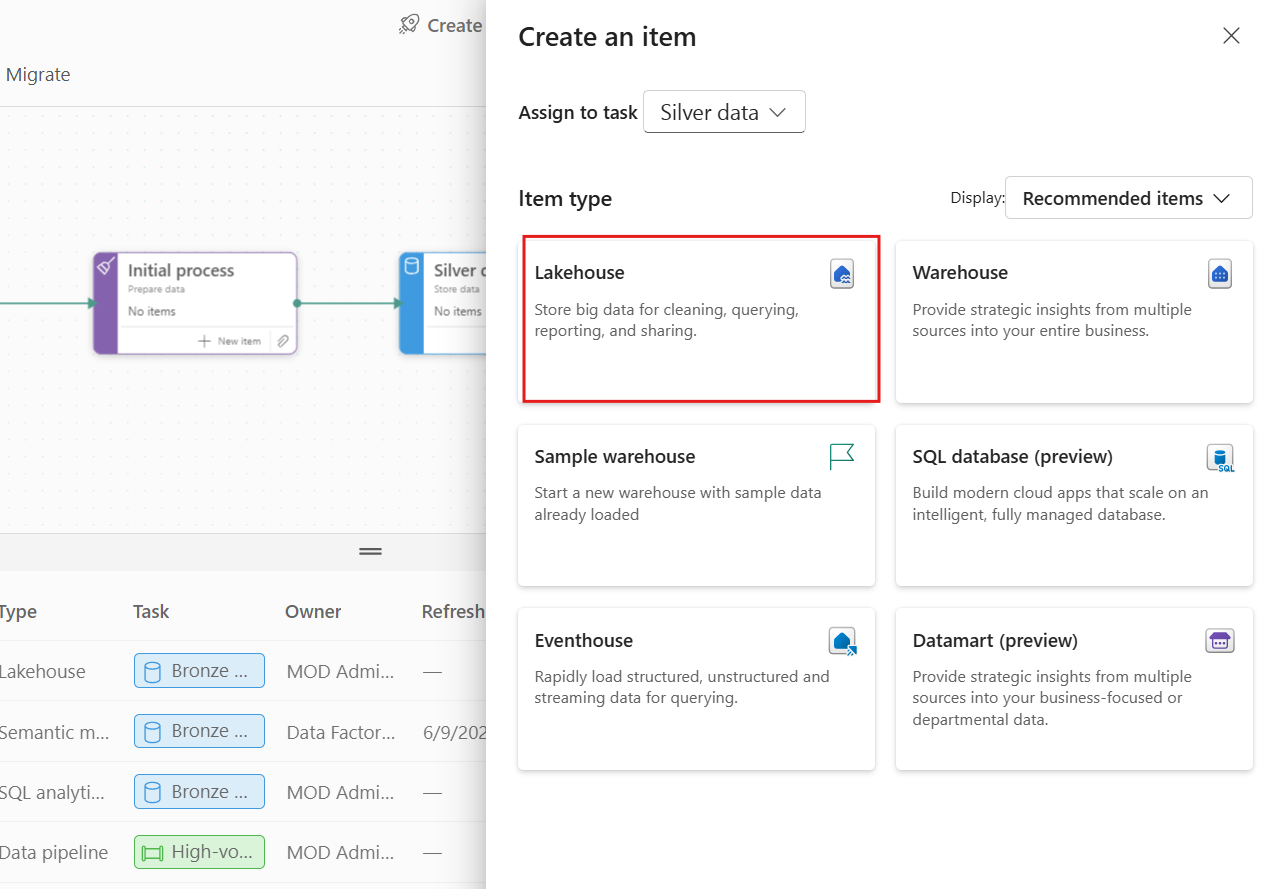 Create
Migrate
Initial process
Prepare data
No items
New item
Silver d
Store data
No items
Type
Task
Owner
Refresh
Lakehouse
Bronze ...
MOD Admi...
—
Semantic m...
Bronze ...
Data Factor...
6/9/202
SQL analyti...
Bronze ...
MOD Admi...
—
Data pipeline
High-vo...
MOD Admi...
—
Create an item
Assign to task
Silver data
Item type
Display:
Recommended items
Lakehouse
Store big data for cleaning, querying,
reporting, and sharing.
Warehouse
Provide strategic insights from multiple
sources into your entire business.
Sample warehouse
Start a new warehouse with sample data
already loaded
SQL database (preview)
SQL
Build modern cloud apps that scale on an
intelligent, fully managed database.
Eventhouse
Rapidly load structured, unstructured and
streaming data for querying.
Datamart (preview)
Provide strategic insights from multiple
sources into your business-focused or
departmental data.